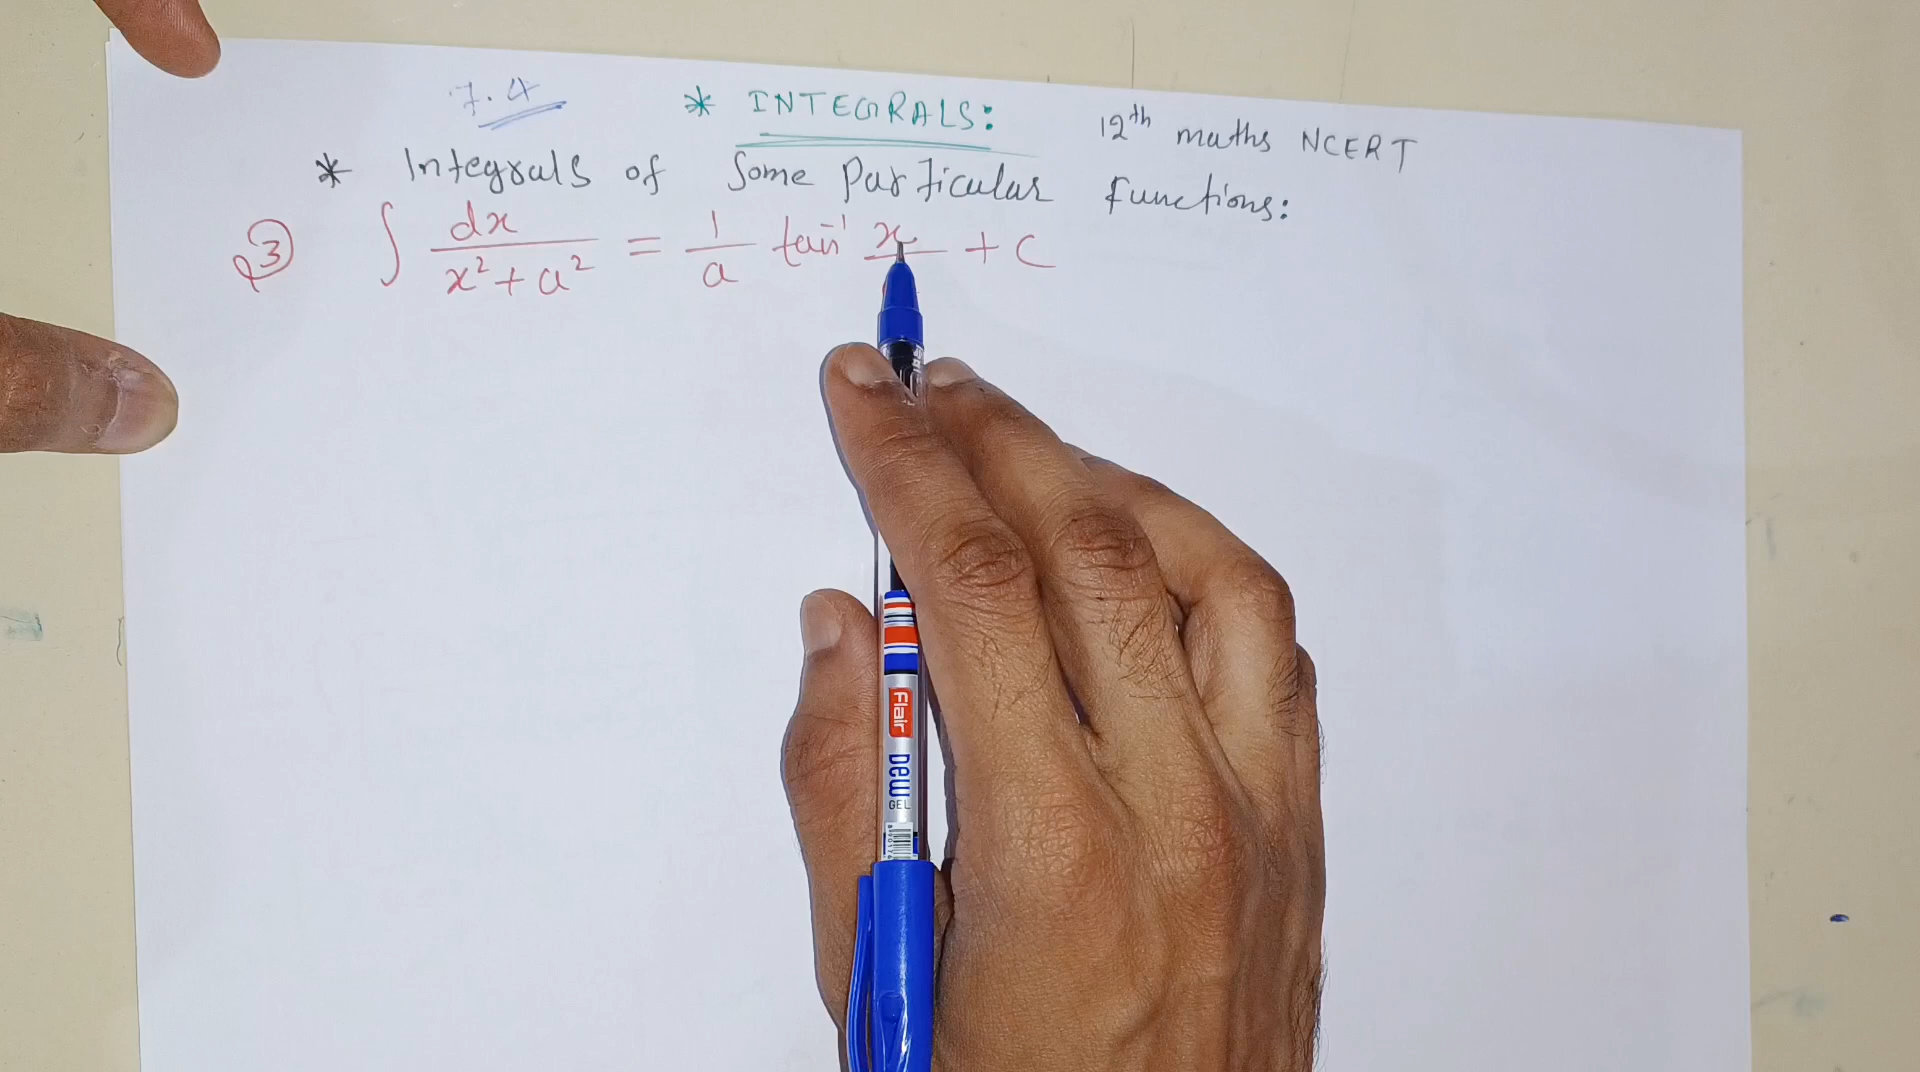 7.4 * INTEGRALS: 12th maths NCERT
* Integrals of Some Particular Functions:
③ ∫ dx / x² + a² = 1/a tan⁻¹ x/ + C
Flair
DEW
GEL